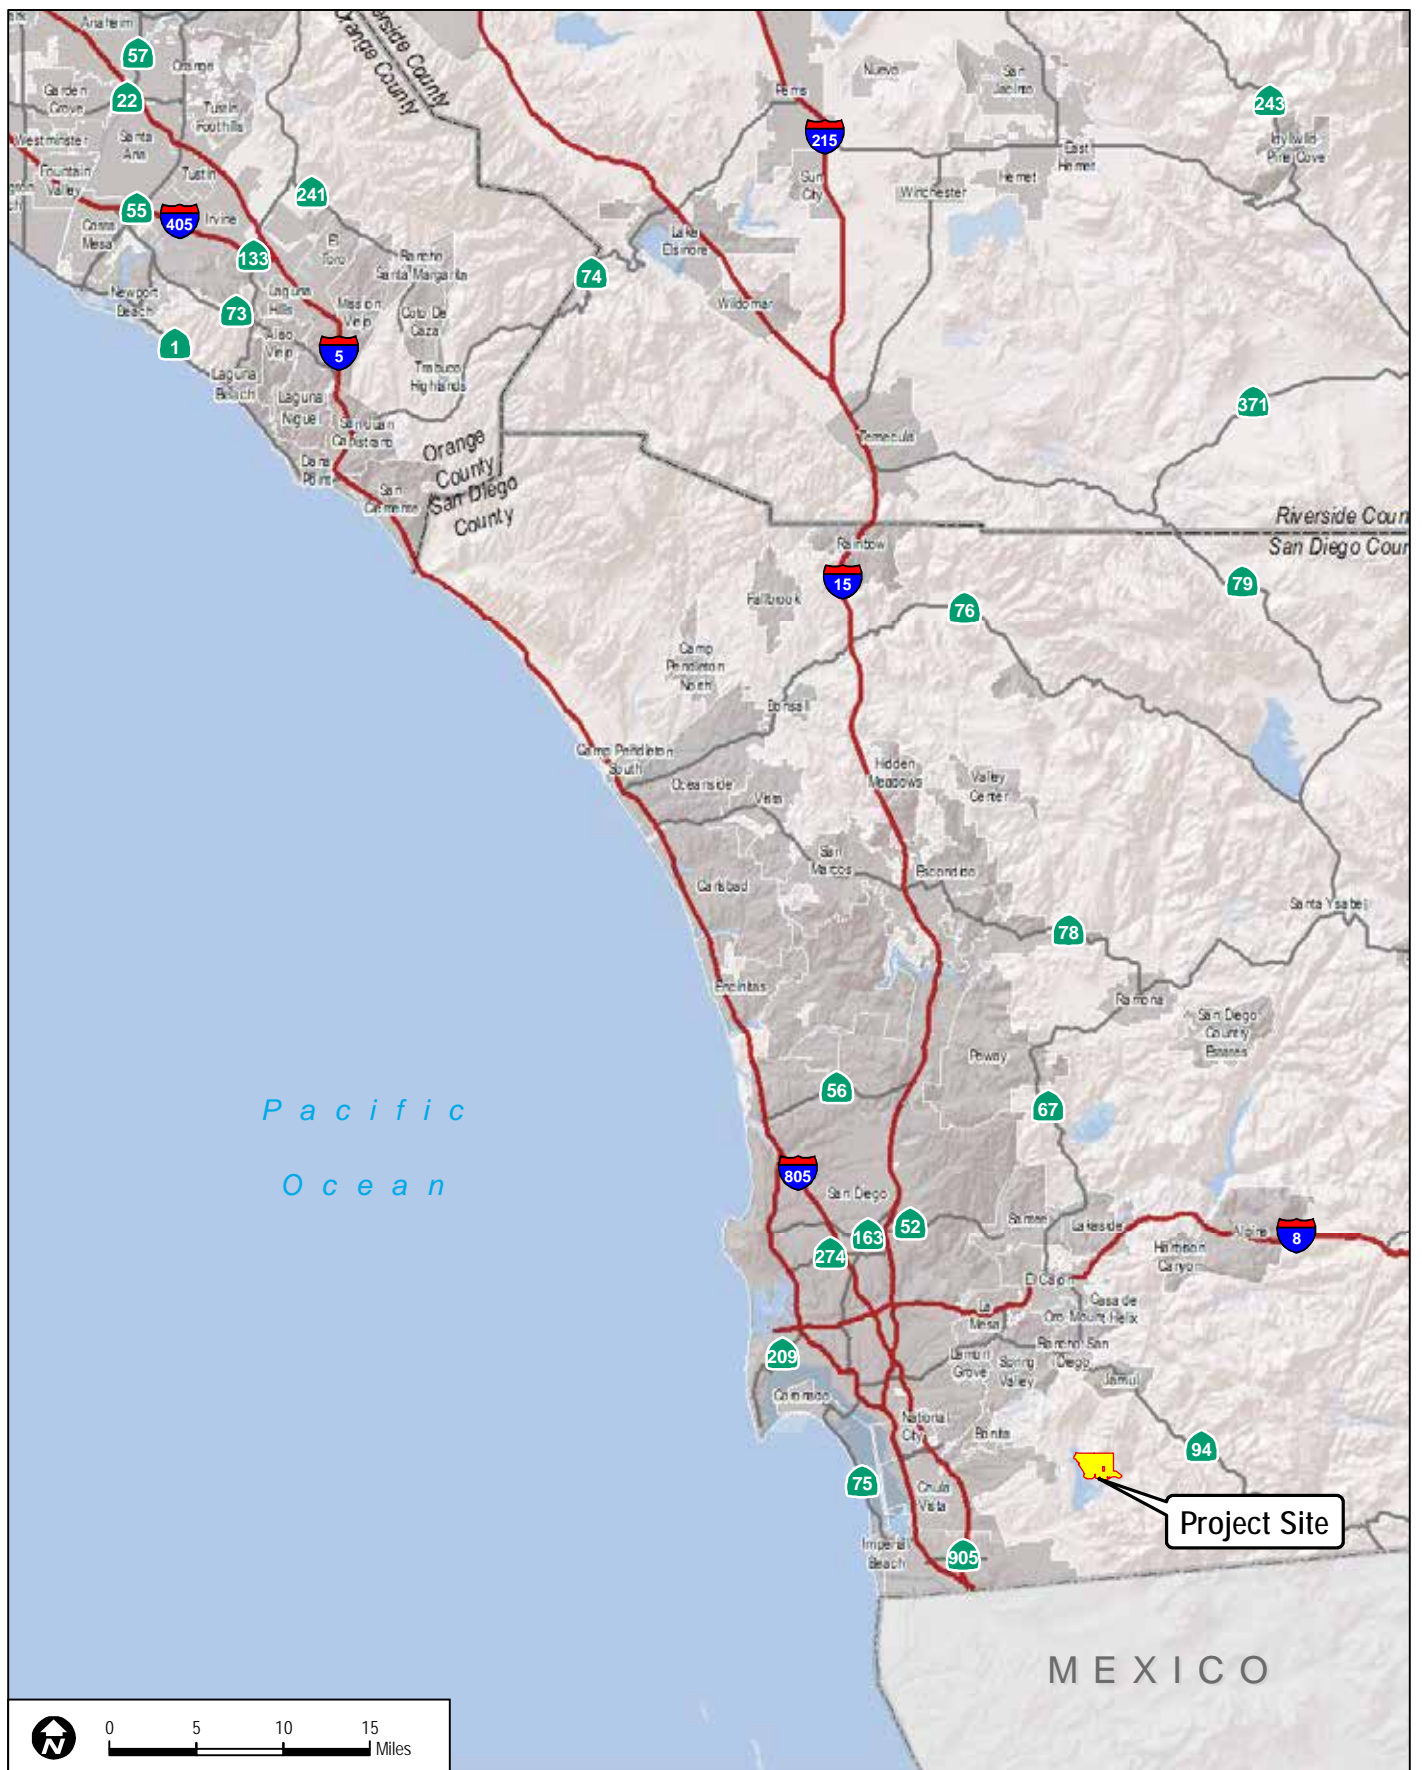 Anaheim
57
Orange
Garden
Grove
22
Tustin
Foothills
Westminster
Santa
Ana
Fountain
Valley
Tustin
55
405
Irvine
241
Costa
Mesa
133
El
Toro
Rancho
Santa Margarita
Newport
Beach
73
Laguna
Hills
Mission
Viejo
Coto De
Caza
1
Aliso
Viejo
5
Laguna
Beach
Trabuco
Highlands
Laguna
Niguel
San Juan
Capistrano
Dana
Point
San
Clemente
Orange
County
San Diego
County
Riverside County
Orange County
Perris
Nuevo
San
Jacinto
215
243
Idyllwild-
Pine Cove
East
Hemet
Sun
City
Winchester
Hemet
Lake
Elsinore
74
Wildomar
371
Temecula
Riverside Coun
San Diego Coun
Rainbow
15
79
Fallbrook
76
Camp
Pendleton
North
Bonsall
Camp Pendleton
South
Oceanside
Hidden
Meadows
Valley
Center
Vista
San
Marcos
Escondido
Carlsbad
Santa Ysabel
78
Encinitas
Ramona
San Diego
Country
Estates
Poway
56
67
Pacific
Ocean
805
San Diego
163
52
274
Santee
Lakeside
Alpine
8
Harbison
Canyon
El Cajon
La
Mesa
Casa de
Oro Mount Helix
209
Lemon
Grove
Spring
Valley
Rancho San
Diego
Jamul
Coronado
National
City
Bonita
94
75
Chula
Vista
Project Site
Imperial
Beach
905
MEXICO
N
0 5 10 15
Miles